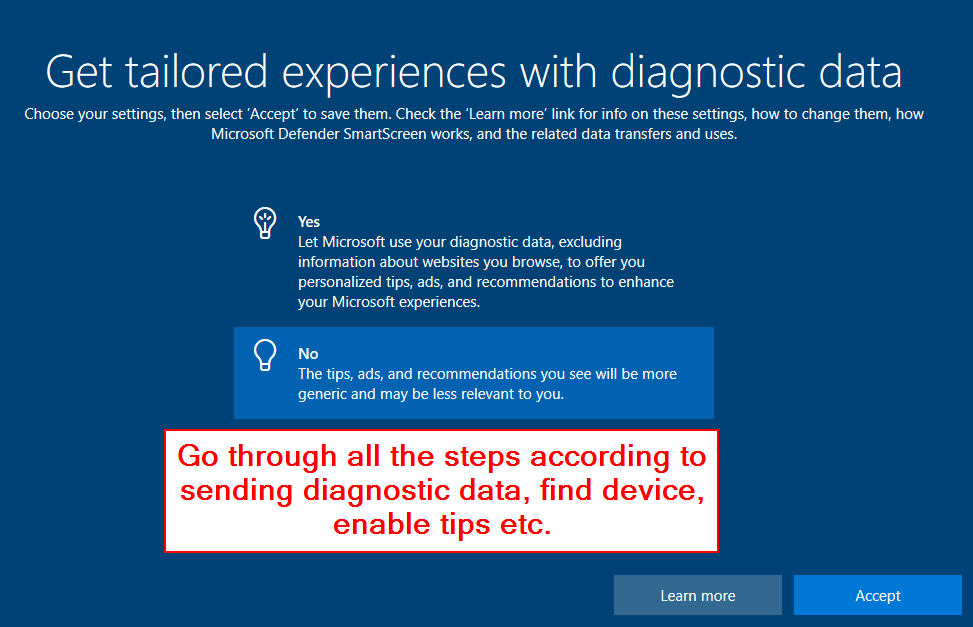 Get tailored experiences with diagnostic data
Choose your settings, then select ‘Accept’ to save them. Check the ‘Learn more’ link for info on these settings, how to change them, how
Microsoft Defender SmartScreen works, and the related data transfers and uses.
Yes
Let Microsoft use your diagnostic data, excluding
information about websites you browse, to offer you
personalized tips, ads, and recommendations to enhance
your Microsoft experiences.
No
The tips, ads, and recommendations you see will be more
generic and may be less relevant to you.
Go through all the steps according to
sending diagnostic data, find device,
enable tips etc.
Learn more
Accept